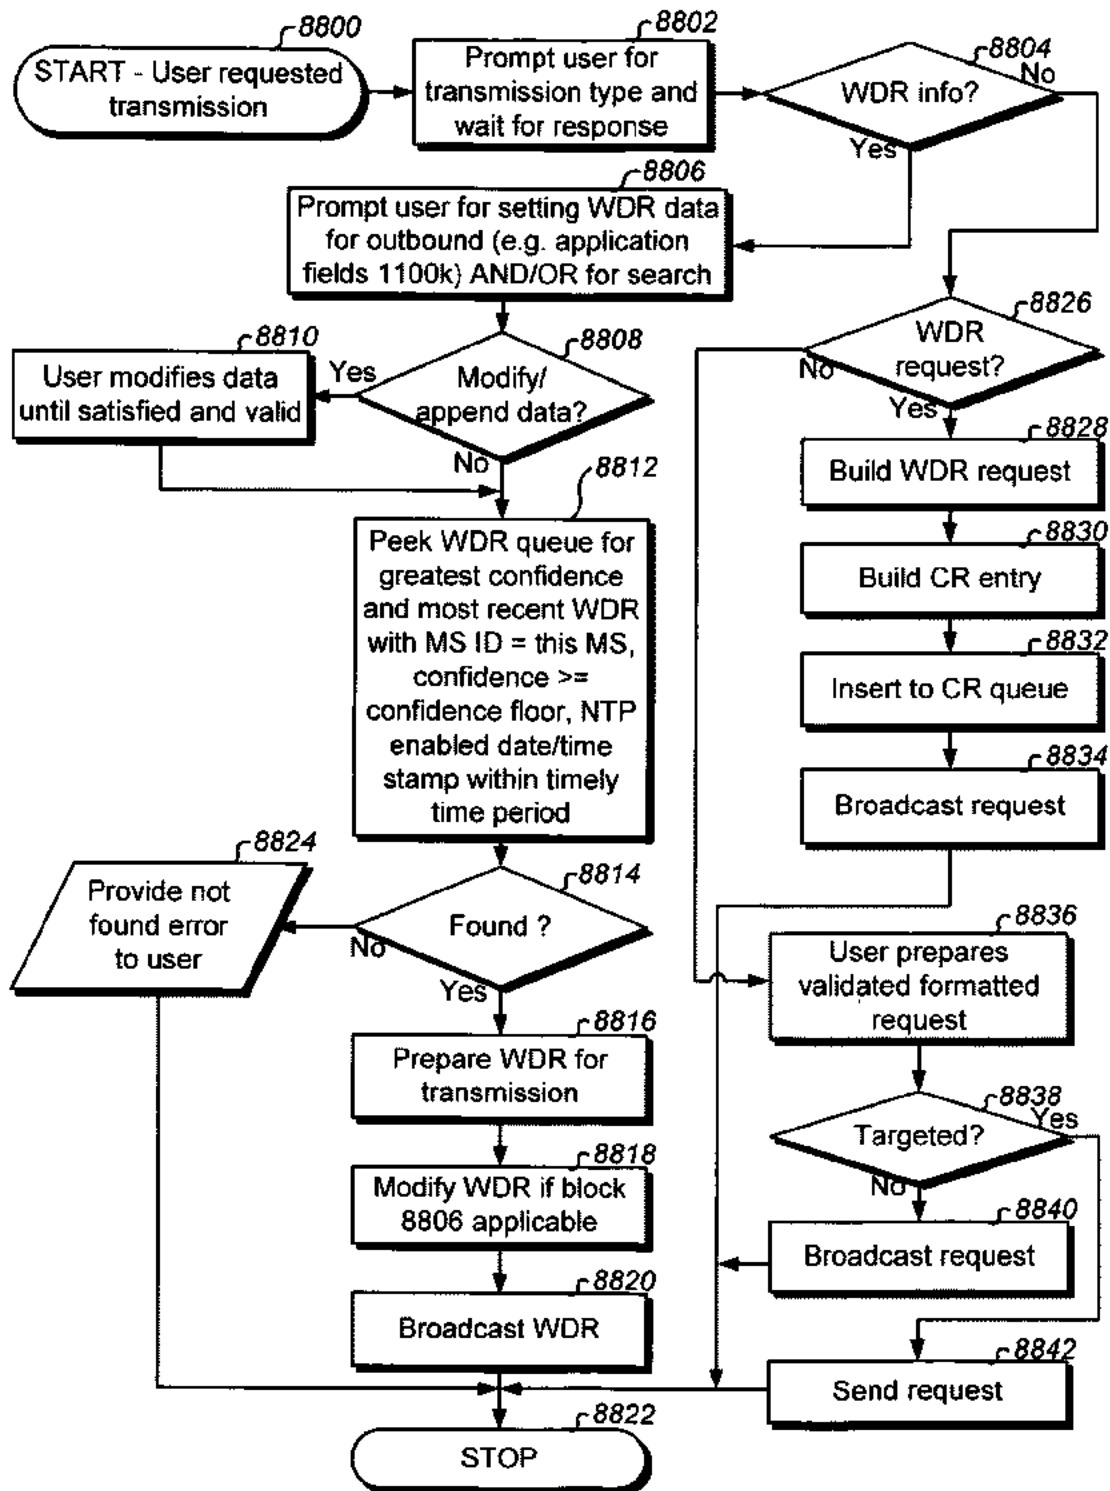 8800
START - User requested
transmission
8802
Prompt user for
transmission type and
wait for response
8804
WDR info?
No
Yes
8806
Prompt user for setting WDR data
for outbound (e.g. application
fields 1100k) AND/OR for search
8808
Modify/
append data?
Yes
No
8810
User modifies data
until satisfied and valid
8812
Peek WDR queue for
greatest confidence
and most recent WDR
with MS ID = this MS,
confidence >=
confidence floor, NTP
enabled date/time
stamp within timely
time period
8814
Found ?
No
Yes
8824
Provide not
found error
to user
8816
Prepare WDR for
transmission
8818
Modify WDR if block
8806 applicable
8820
Broadcast WDR
8822
STOP
8826
WDR
request?
No
Yes
8828
Build WDR request
8830
Build CR entry
8832
Insert to CR queue
8834
Broadcast request
8836
User prepares
validated formatted
request
8838
Targeted?
Yes
No
8840
Broadcast request
8842
Send request